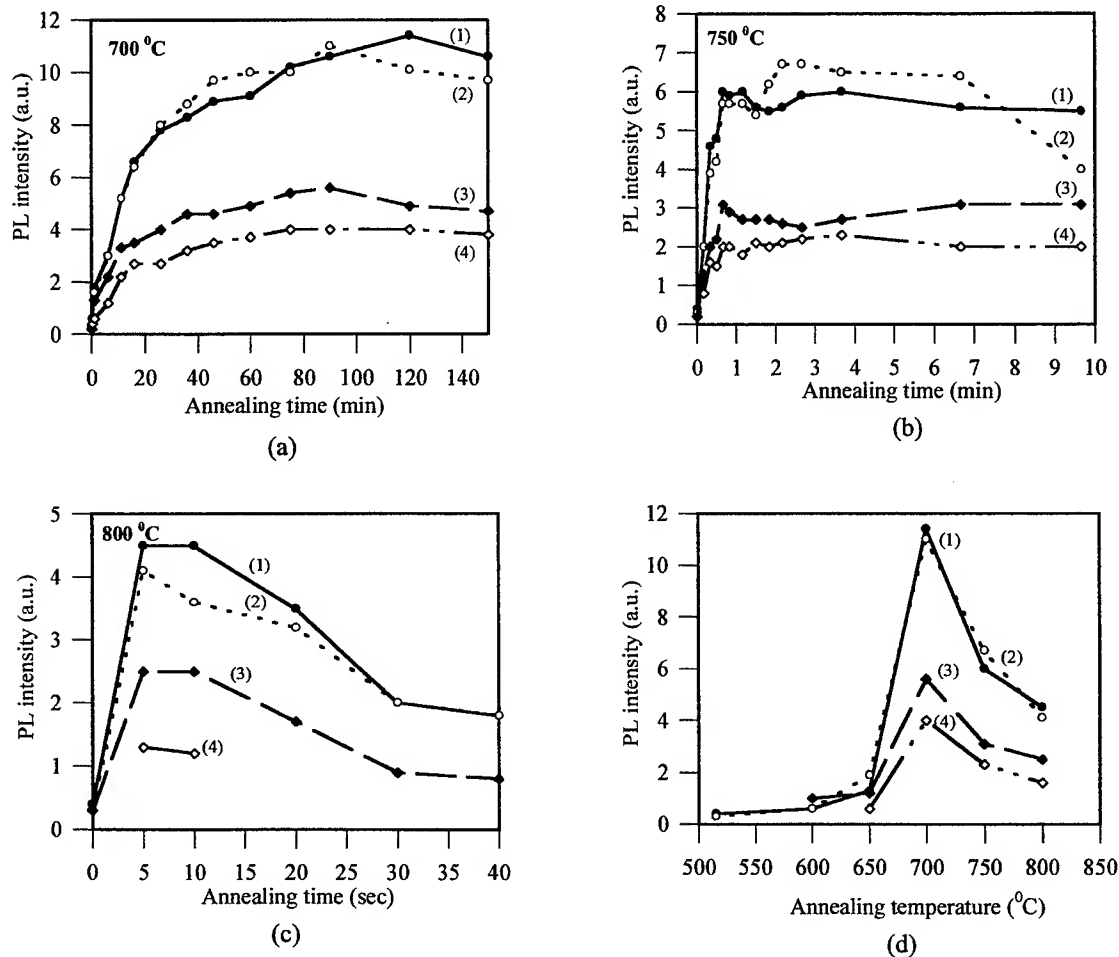 700 ⁰C
PL intensity (a.u.)
12
10
8
6
4
2
0
(1)
(2)
(3)
(4)
0 20 40 60 80 100 120 140
Annealing time (min)
(a)
750 ⁰C
PL intensity (a.u.)
8
7
6
5
4
3
2
1
0
(1)
(2)
(3)
(4)
0 1 2 3 4 5 6 7 8 9 10
Annealing time (min)
(b)
800 ⁰C
PL intensity (a.u.)
5
4
3
2
1
0
(1)
(2)
(3)
(4)
0 5 10 15 20 25 30 35 40
Annealing time (sec)
(c)
PL intensity (a.u.)
12
10
8
6
4
2
0
(1)
(2)
(3)
(4)
500 550 600 650 700 750 800 850
Annealing temperature (⁰C)
(d)